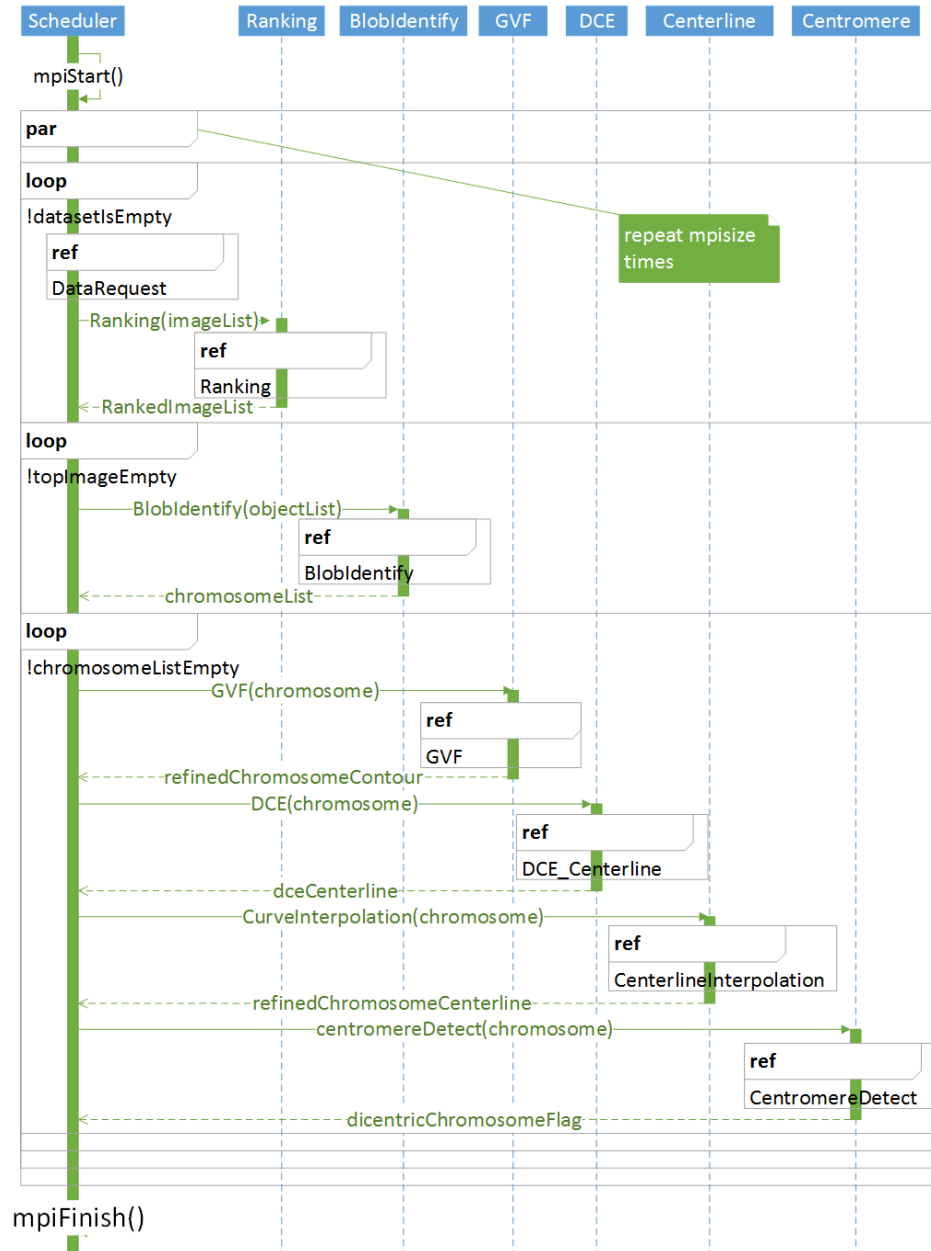 Scheduler Ranking BlobIdentify GVF DCE Centerline Centromere
mpiStart()
par
loop
!datasetIsEmpty
repeat mpisize
times
ref
DataRequest
Ranking(imageList)
ref
Ranking
RankedImageList
loop
!topImageEmpty
BlobIdentify(objectList)
ref
BlobIdentify
chromosomeList
loop
!chromosomeListEmpty
GVF(chromosome)
ref
GVF
refinedChromosomeContour
DCE(chromosome)
ref
DCE_Centerline
dceCenterline
CurveInterpolation(chromosome)
ref
CenterlineInterpolation
refinedChromosomeCenterline
centromereDetect(chromosome)
ref
CentromereDetect
dicentricChromosomeFlag
mpiFinish()